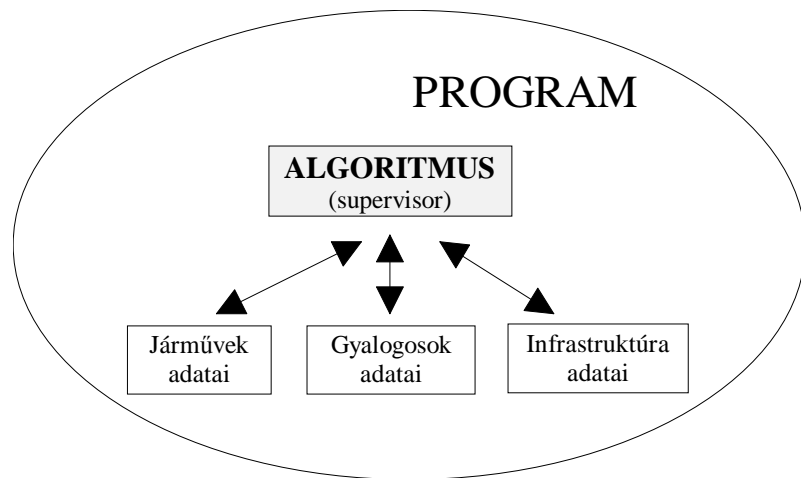 PROGRAM
ALGORITMUS
(supervisor)
Járművek
adatai
Gyalogosok
adatai
Infrastruktúra
adatai